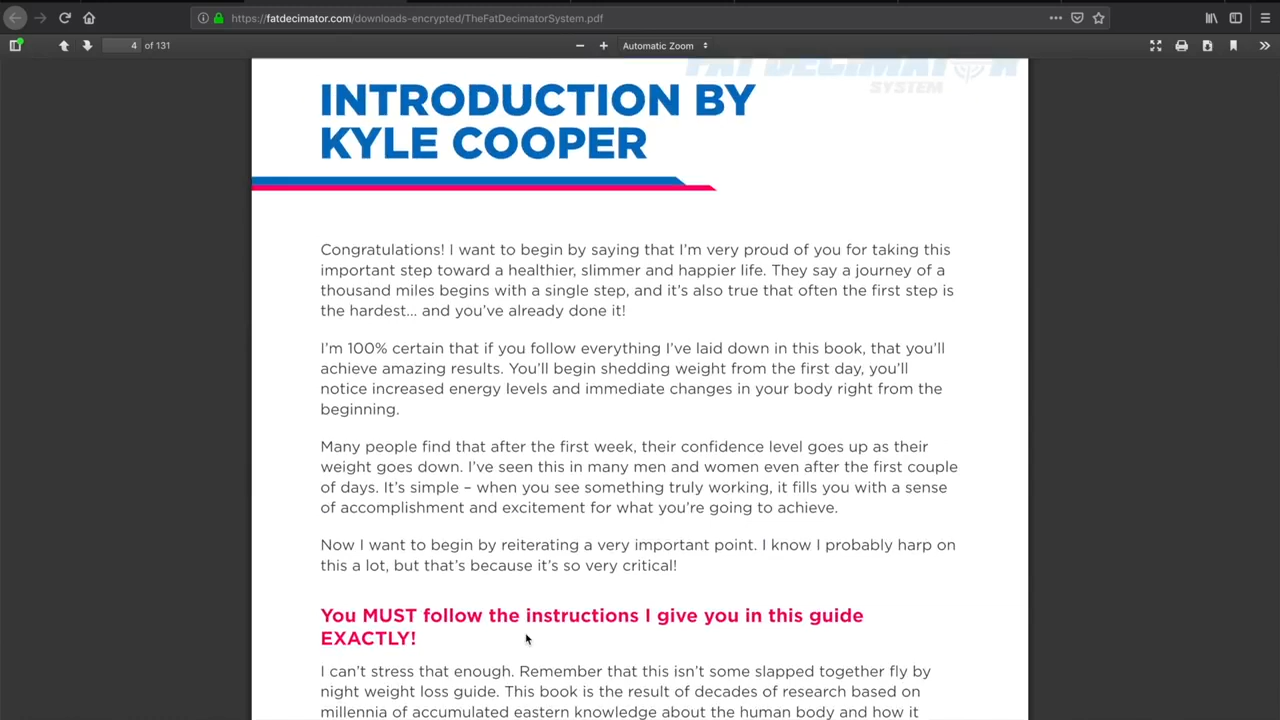 https://fatdecimator.com/downloads-encrypted/TheFatDecimatorSystem.pdf
4 of 131
Automatic Zoom
FAT DECIMATOR
SYSTEM
INTRODUCTION BY
KYLE COOPER
Congratulations! I want to begin by saying that I’m very proud of you for taking this
important step toward a healthier, slimmer and happier life. They say a journey of a
thousand miles begins with a single step, and it’s also true that often the first step is
the hardest… and you’ve already done it!
I’m 100% certain that if you follow everything I’ve laid down in this book, that you’ll
achieve amazing results. You’ll begin shedding weight from the first day, you’ll
notice increased energy levels and immediate changes in your body right from the
beginning.
Many people find that after the first week, their confidence level goes up as their
weight goes down. I’ve seen this in many men and women even after the first couple
of days. It’s simple – when you see something truly working, it fills you with a sense
of accomplishment and excitement for what you’re going to achieve.
Now I want to begin by reiterating a very important point. I know I probably harp on
this a lot, but that’s because it’s so very critical!
You MUST follow the instructions I give you in this guide
EXACTLY!
I can’t stress that enough. Remember that this isn’t some slapped together fly by
night weight loss guide. This book is the result of decades of research based on
millennia of accumulated eastern knowledge about the human body and how it